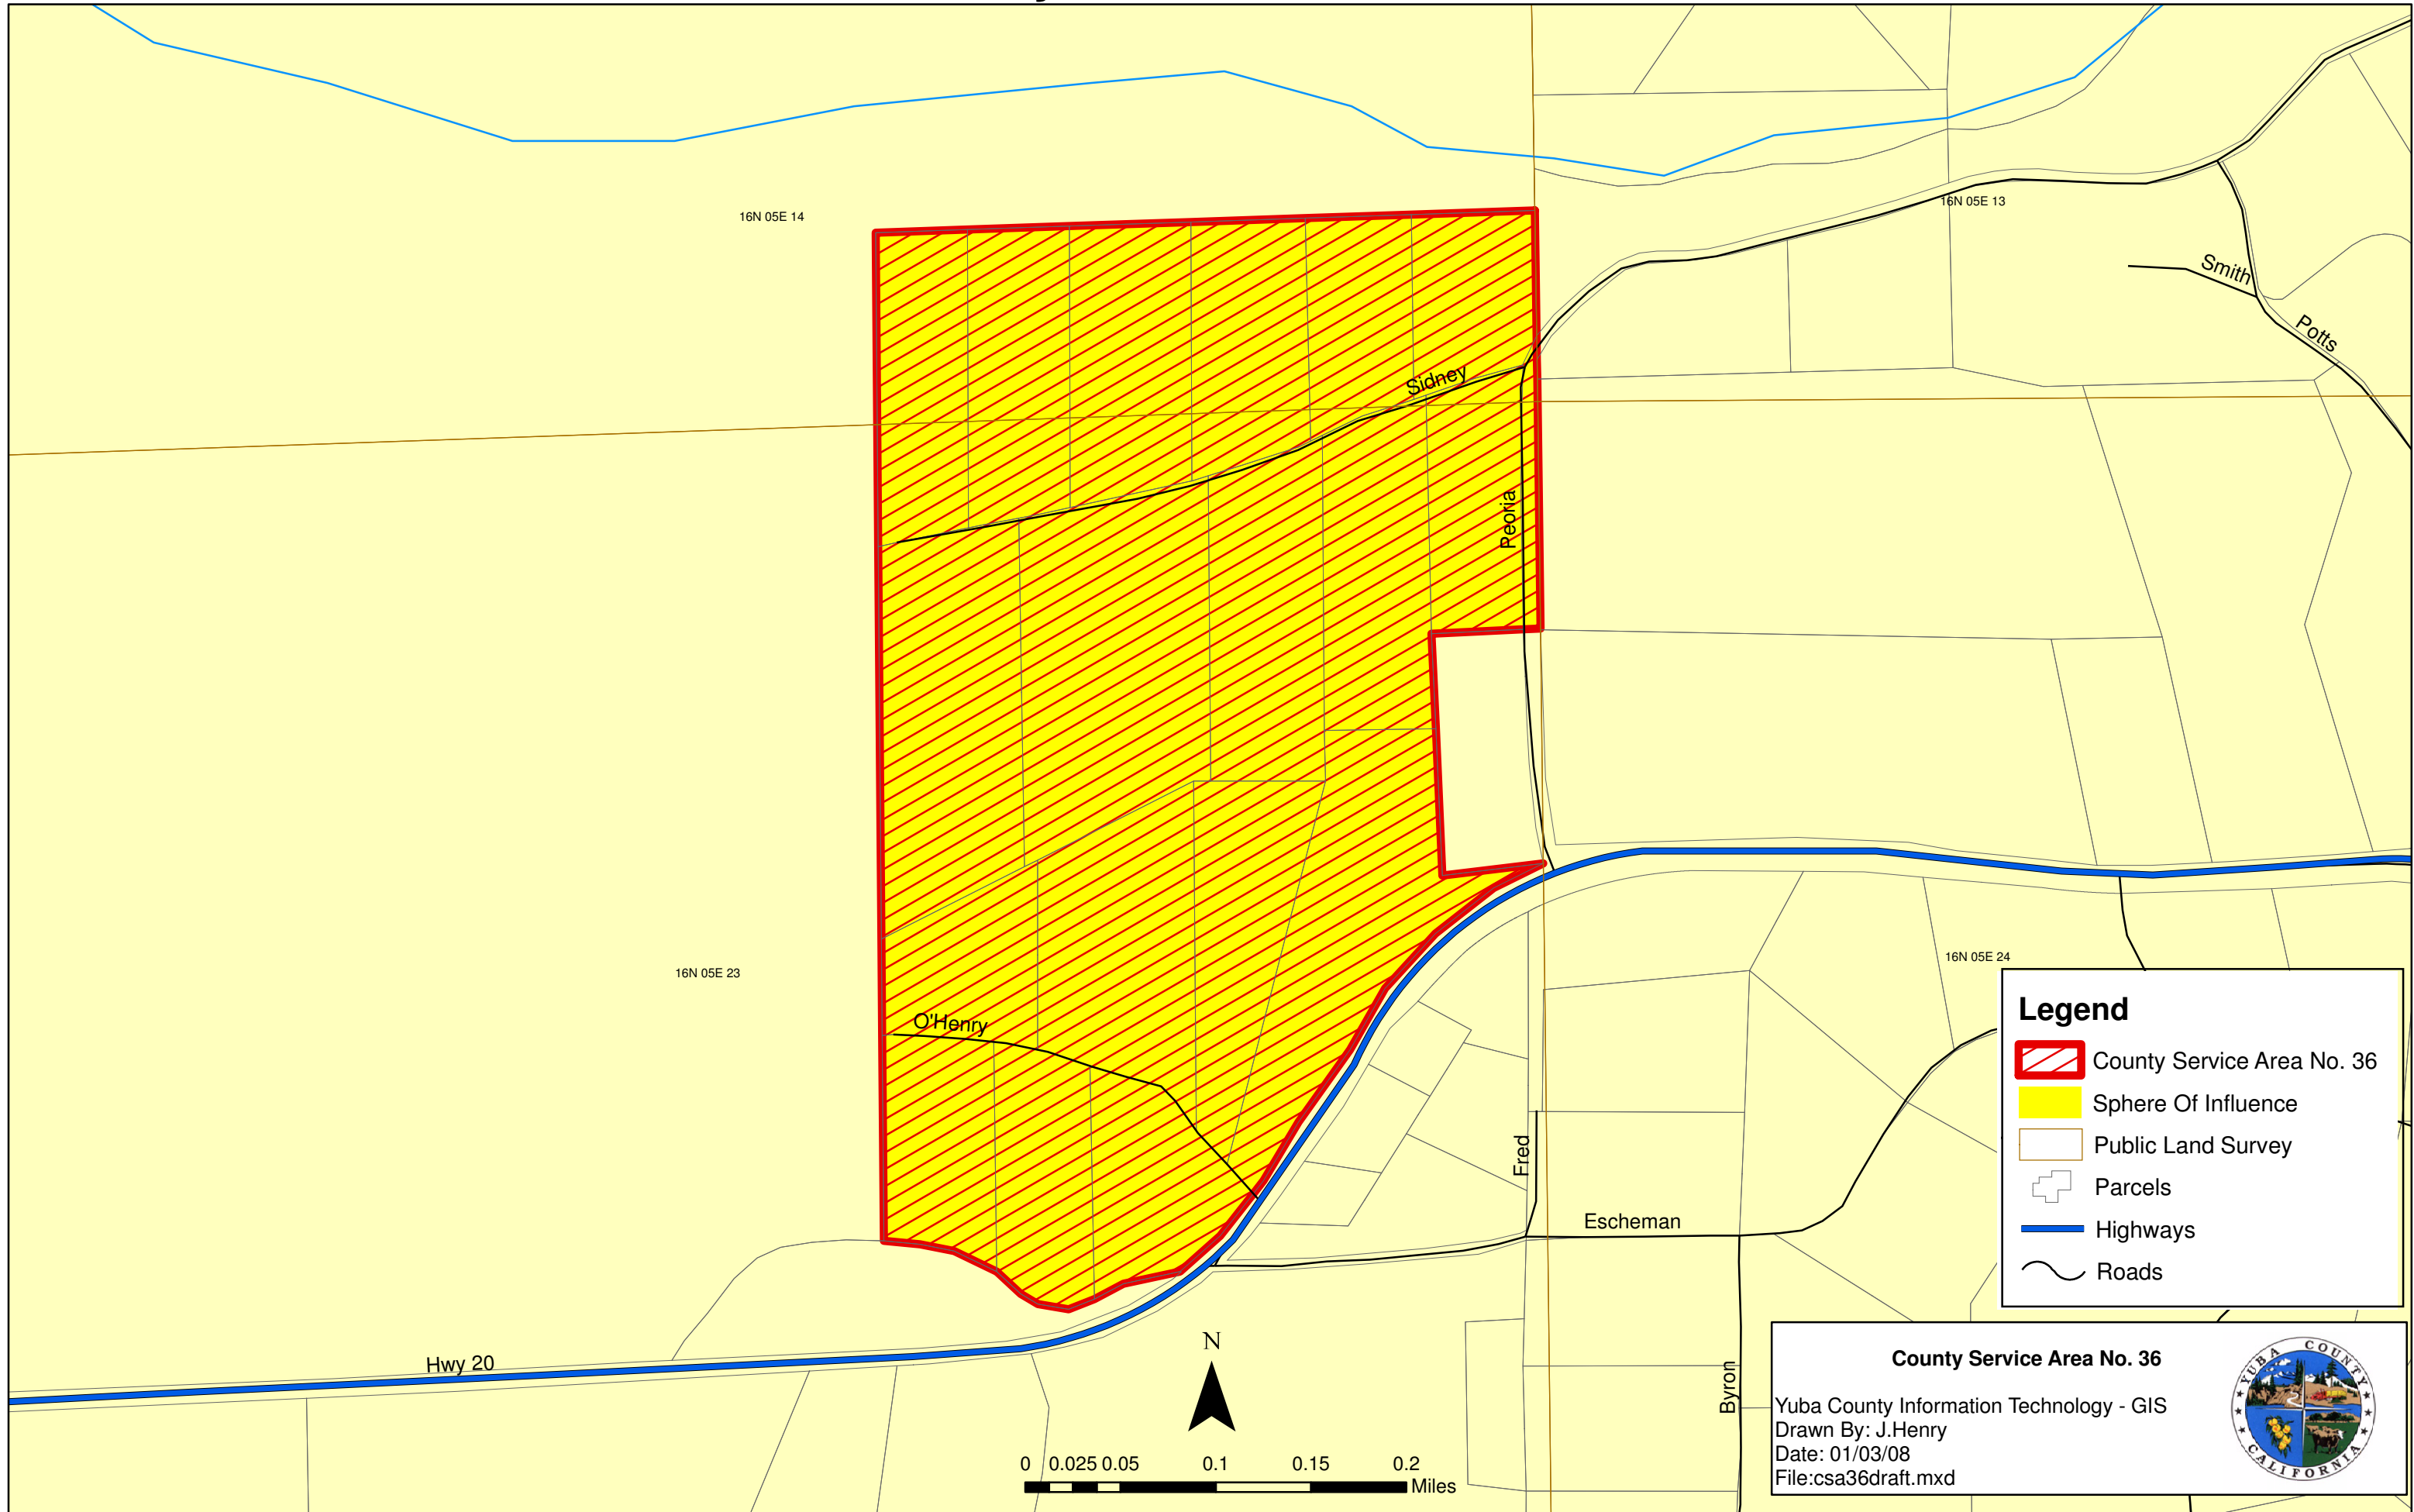 16N 05E 14
16N 05E 13
Smith
Potts
Sidney
Peoria
16N 05E 23
16N 05E 24
O'Henry
Fred
Escheman
Hwy 20
Byron
N
0 0.025 0.05 0.1 0.15 0.2
Miles
Legend
County Service Area No. 36
Sphere Of Influence
Public Land Survey
Parcels
Highways
Roads
County Service Area No. 36
Yuba County Information Technology - GIS
Drawn By: J.Henry
Date: 01/03/08
File:csa36draft.mxd
YUBA COUNTY
CALIFORNIA